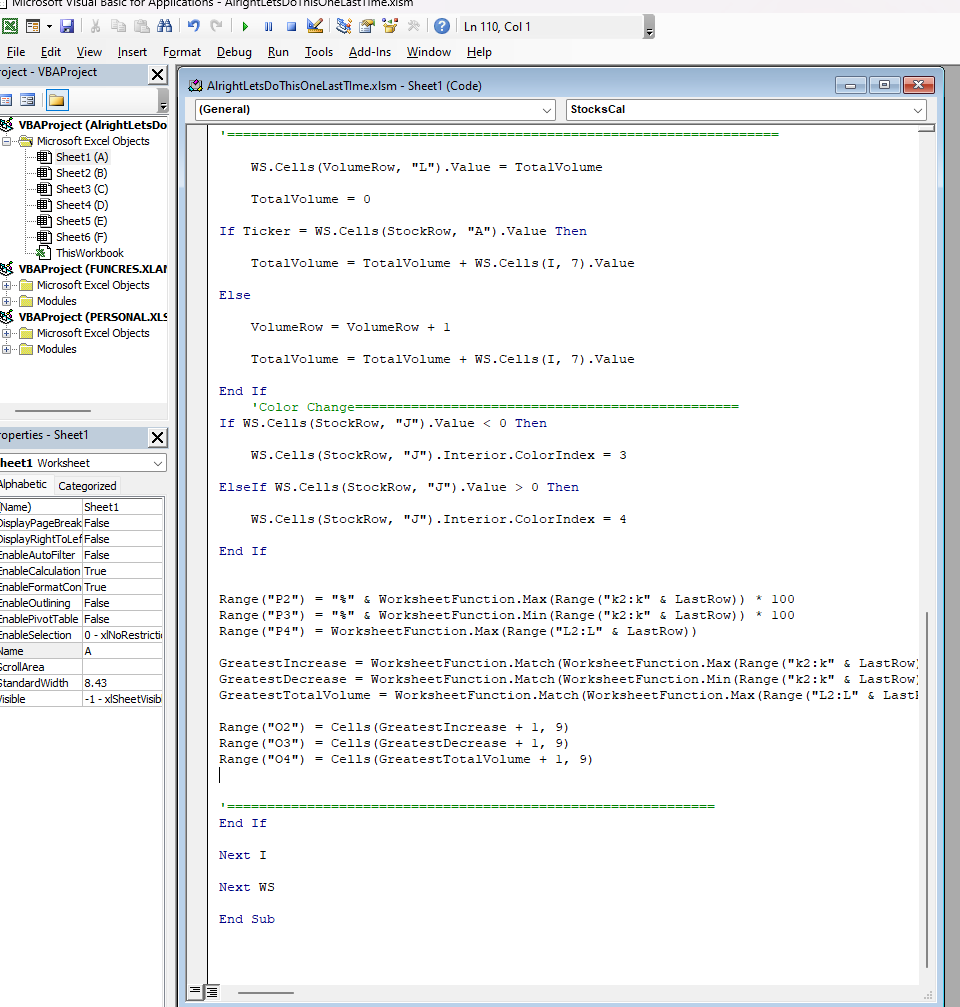 Microsoft Visual Basic for Applications - AlrightLetsDoThisOneLastTIme.xlsm
Ln 110, Col 1
File Edit View Insert Format Debug Run Tools Add-Ins Window Help
roject - VBAProject
VBAProject (AlrightLetsDo
Microsoft Excel Objects
Sheet1 (A)
Sheet2 (B)
Sheet3 (C)
Sheet4 (D)
Sheet5 (E)
Sheet6 (F)
ThisWorkbook
VBAProject (FUNCRES.XLAM
Microsoft Excel Objects
Modules
VBAProject (PERSONAL.XLS
Microsoft Excel Objects
Modules
roperties - Sheet1
heet1 Worksheet
Alphabetic Categorized
(Name) Sheet1
DisplayPageBreak False
DisplayRightToLef False
EnableAutoFilter False
EnableCalculation True
EnableFormatCon True
EnableOutlining False
EnablePivotTable False
EnableSelection 0 - xlNoRestrictio
Name A
ScrollArea
StandardWidth 8.43
Visible -1 - xlSheetVisib
AlrightLetsDoThisOneLastTIme.xlsm - Sheet1 (Code)
(General) StocksCal
'=====================================================================
WS.Cells(VolumeRow, "L").Value = TotalVolume
TotalVolume = 0
If Ticker = WS.Cells(StockRow, "A").Value Then
TotalVolume = TotalVolume + WS.Cells(I, 7).Value
Else
VolumeRow = VolumeRow + 1
TotalVolume = TotalVolume + WS.Cells(I, 7).Value
End If
'Color Change================================================
If WS.Cells(StockRow, "J").Value < 0 Then
WS.Cells(StockRow, "J").Interior.ColorIndex = 3
ElseIf WS.Cells(StockRow, "J").Value > 0 Then
WS.Cells(StockRow, "J").Interior.ColorIndex = 4
End If
Range("P2") = "%" & WorksheetFunction.Max(Range("k2:k" & LastRow)) * 100
Range("P3") = "%" & WorksheetFunction.Min(Range("k2:k" & LastRow)) * 100
Range("P4") = WorksheetFunction.Max(Range("L2:L" & LastRow))
GreatestIncrease = WorksheetFunction.Match(WorksheetFunction.Max(Range("k2:k" & LastRow)
GreatestDecrease = WorksheetFunction.Match(WorksheetFunction.Min(Range("k2:k" & LastRow)
GreatestTotalVolume = WorksheetFunction.Match(WorksheetFunction.Max(Range("L2:L" & LastR
Range("O2") = Cells(GreatestIncrease + 1, 9)
Range("O3") = Cells(GreatestDecrease + 1, 9)
Range("O4") = Cells(GreatestTotalVolume + 1, 9)
'=============================================================
End If
Next I
Next WS
End Sub